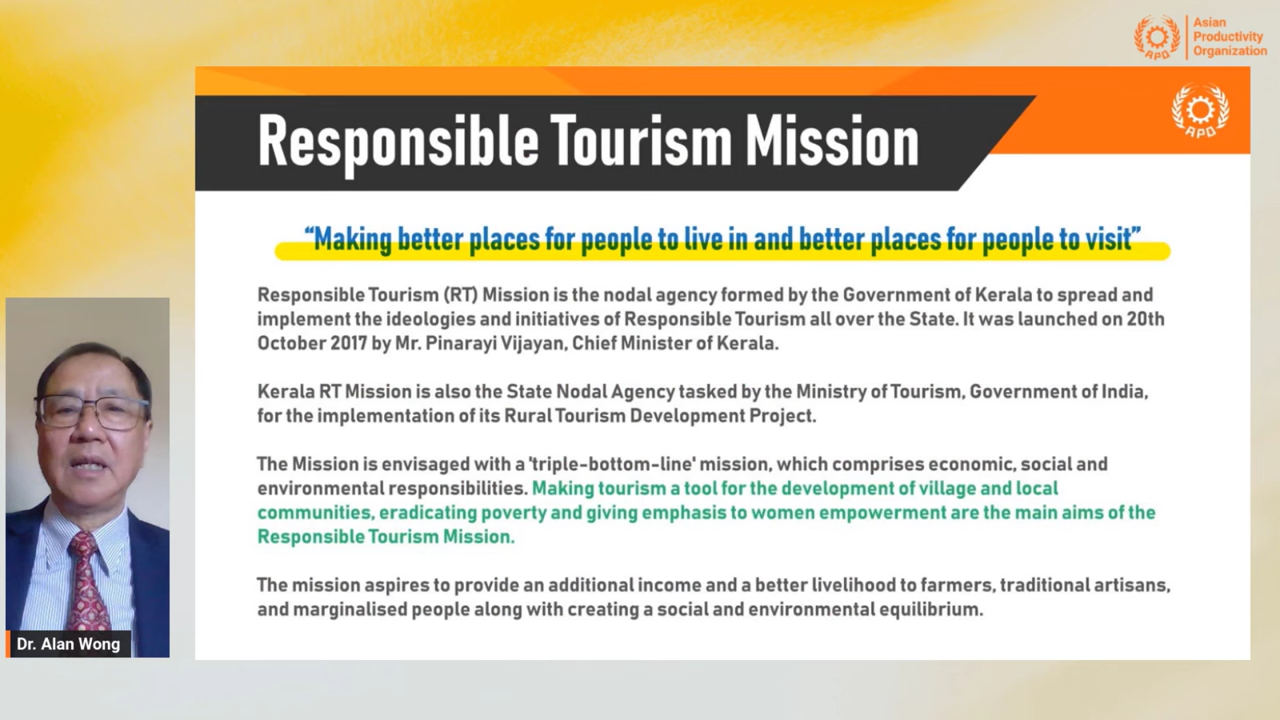 Asian
Productivity
Organization
APO
APO
Responsible Tourism Mission
“Making better places for people to live in and better places for people to visit”
Responsible Tourism (RT) Mission is the nodal agency formed by the Government of Kerala to spread and
implement the ideologies and initiatives of Responsible Tourism all over the State. It was launched on 20th
October 2017 by Mr. Pinarayi Vijayan, Chief Minister of Kerala.
Kerala RT Mission is also the State Nodal Agency tasked by the Ministry of Tourism, Government of India,
for the implementation of its Rural Tourism Development Project.
The Mission is envisaged with a 'triple-bottom-line' mission, which comprises economic, social and
environmental responsibilities. Making tourism a tool for the development of village and local
communities, eradicating poverty and giving emphasis to women empowerment are the main aims of the
Responsible Tourism Mission.
The mission aspires to provide an additional income and a better livelihood to farmers, traditional artisans,
and marginalised people along with creating a social and environmental equilibrium.
Dr. Alan Wong